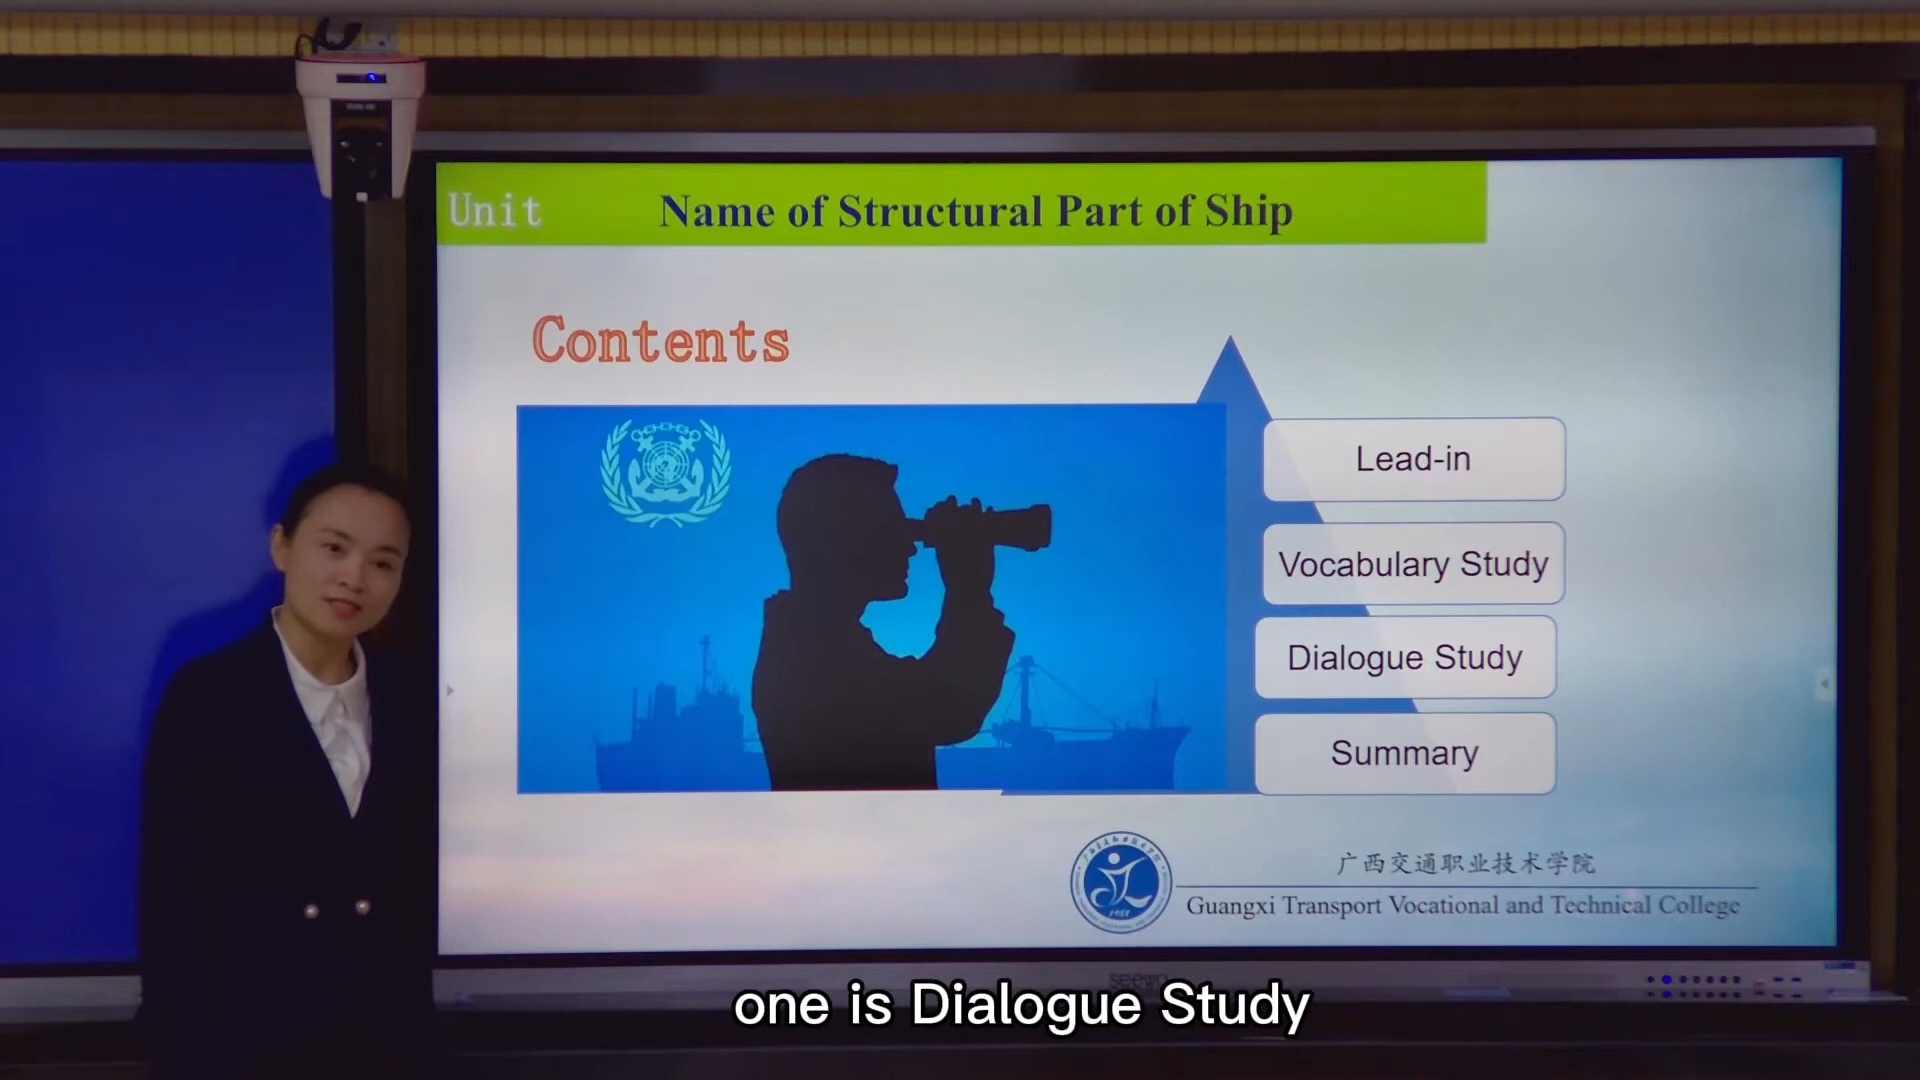 Unit
Name of Structural Part of Ship
Contents
Lead-in
Vocabulary Study
Dialogue Study
Summary
广西交通职业技术学院
Guangxi Transport Vocational and Technical College
seewo
one is Dialogue Study